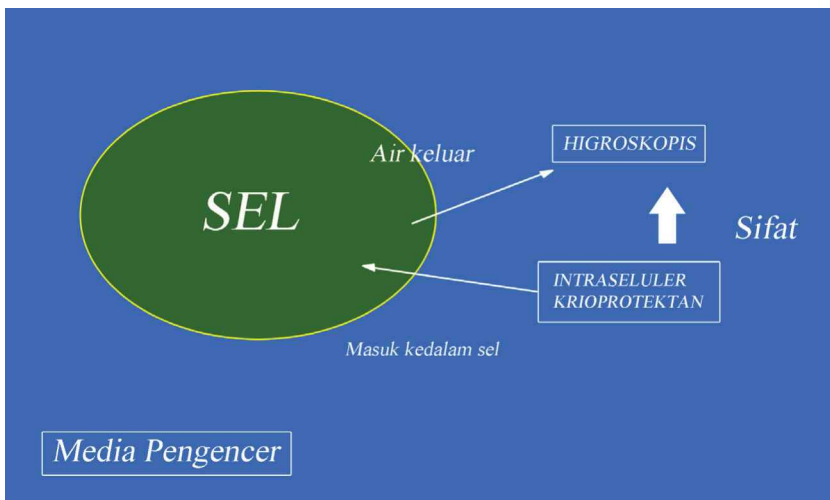 Air keluar
HIGROSKOPIS
SEL
Sifat
INTRASELULER
KRIOPROTEKTAN
Masuk kedalam sel
Media Pengencer